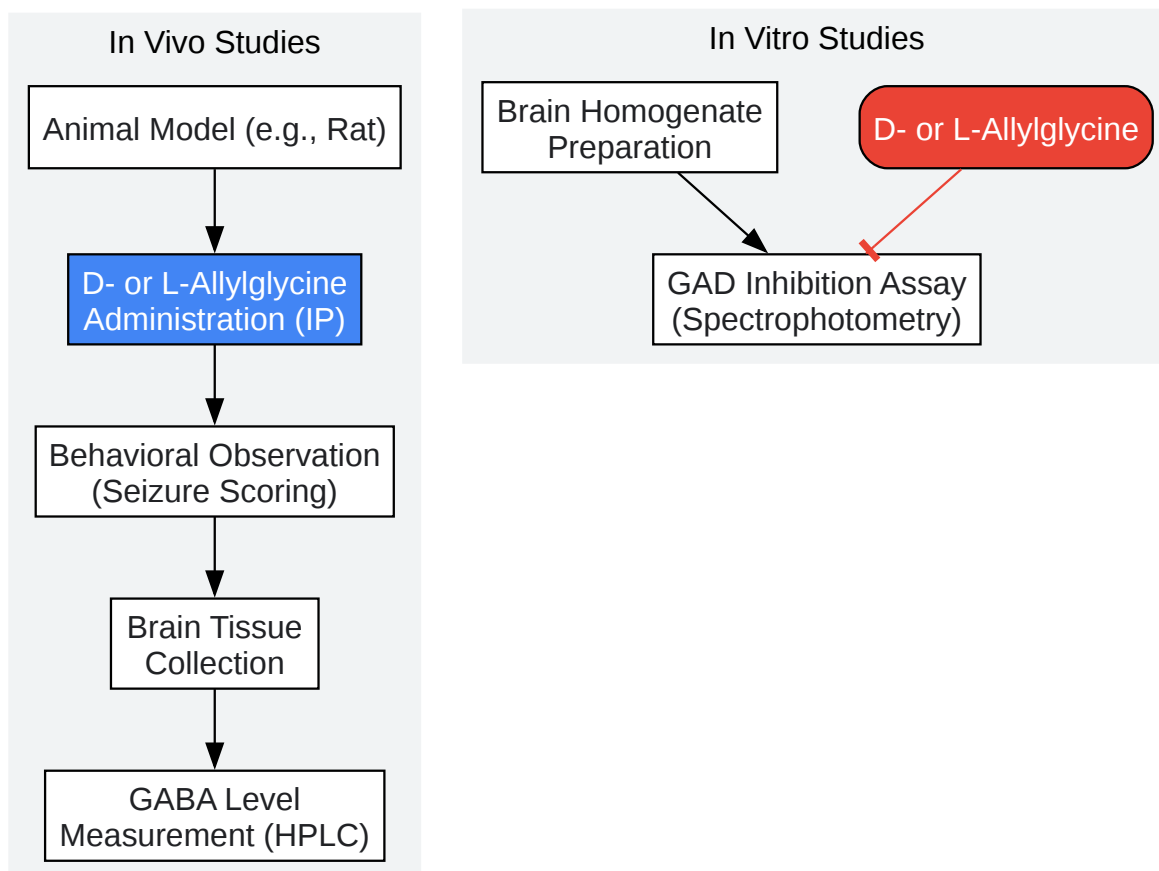 In Vivo Studies
Animal Model (e.g., Rat)
D- or L-Allylglycine
Administration (IP)
Behavioral Observation
(Seizure Scoring)
Brain Tissue
Collection
GABA Level
Measurement (HPLC)
In Vitro Studies
Brain Homogenate
Preparation
D- or L-Allylglycine
GAD Inhibition Assay
(Spectrophotometry)